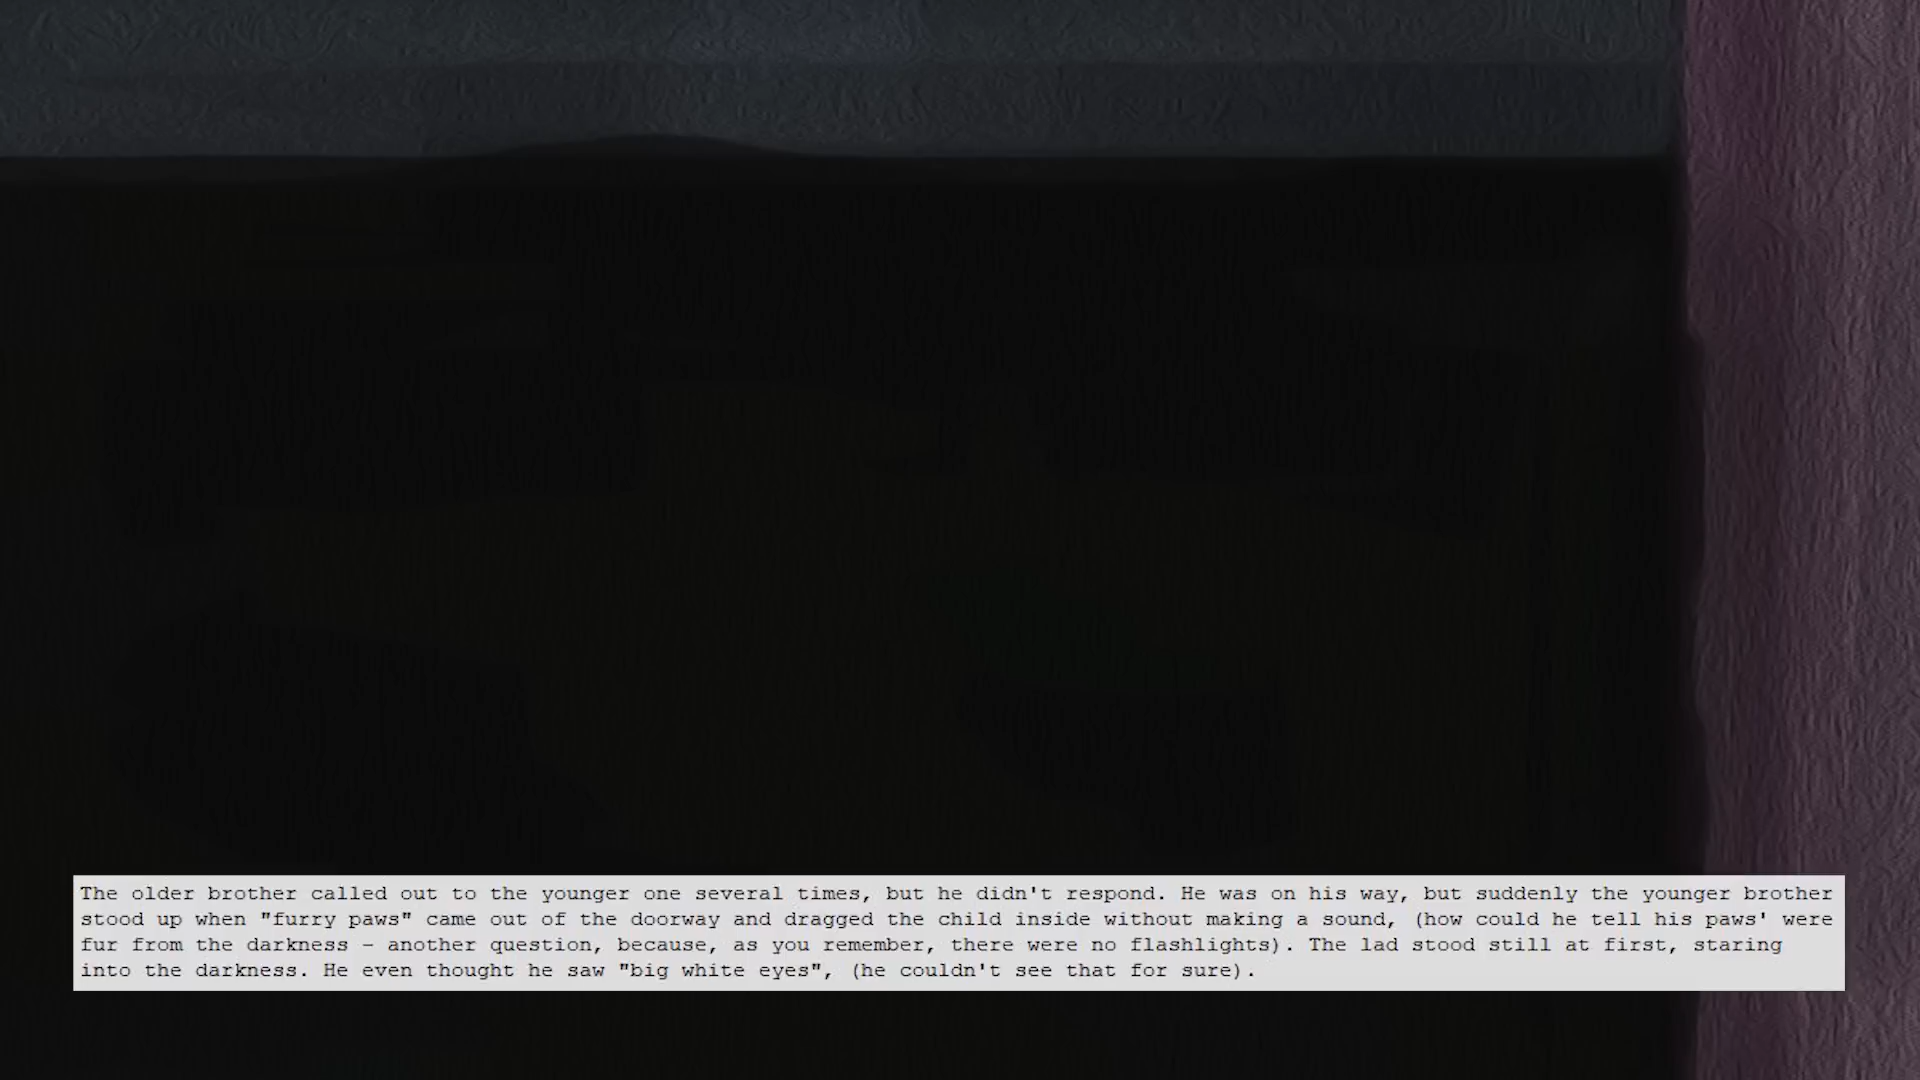 The older brother called out to the younger one several times, but he didn't respond. He was on his way, but suddenly the younger brother
stood up when "furry paws" came out of the doorway and dragged the child inside without making a sound, (how could he tell his paws' were
fur from the darkness - another question, because, as you remember, there were no flashlights). The lad stood still at first, staring
into the darkness. He even thought he saw "big white eyes", (he couldn't see that for sure).